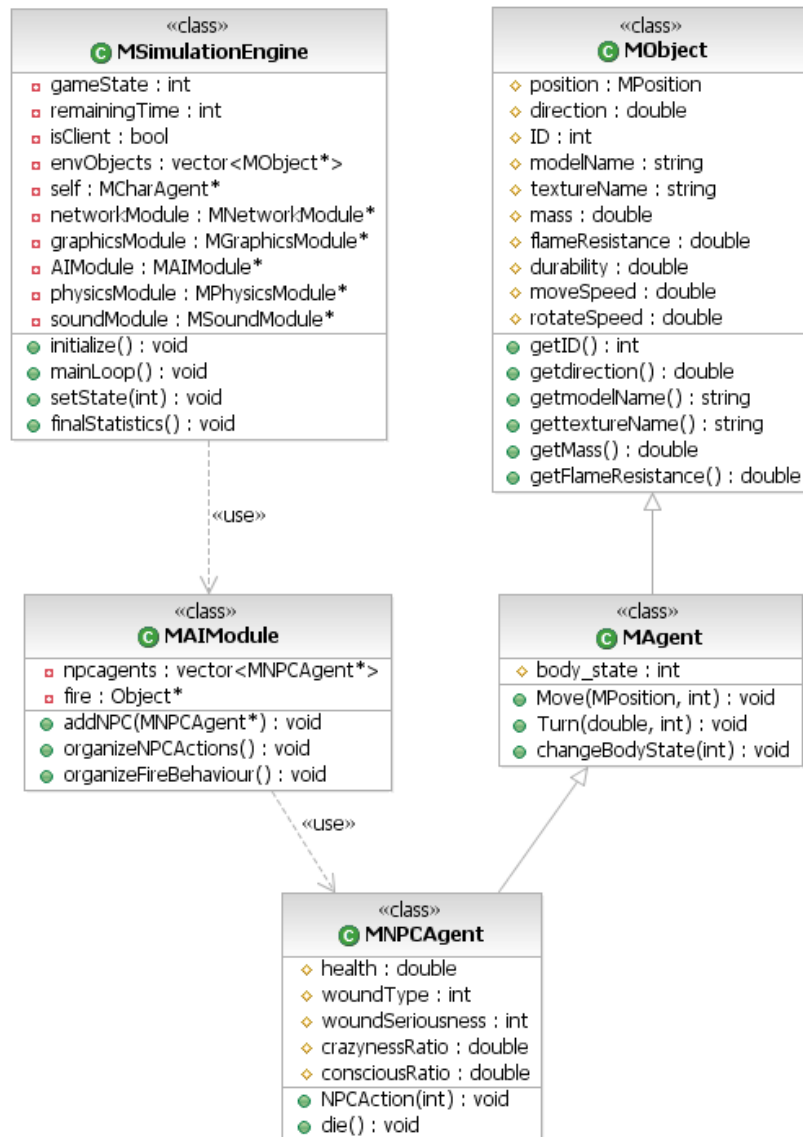 «class»
C MSimulationEngine
gameState : int
remainingTime : int
isClient : bool
envObjects : vector<MObject*>
self : MCharAgent*
networkModule : MNetworkModule*
graphicsModule : MGraphicsModule*
AIModule : MAIModule*
physicsModule : MPhysicsModule*
soundModule : MSoundModule*
initialize() : void
mainLoop() : void
setState(int) : void
finalStatistics() : void
«class»
C MObject
position : MPosition
direction : double
ID : int
modelName : string
textureName : string
mass : double
flameResistance : double
durability : double
moveSpeed : double
rotateSpeed : double
getID() : int
getdirection() : double
getmodelName() : string
gettextureName() : string
getMass() : double
getFlameResistance() : double
«use»
«class»
C MAIModule
npcagents : vector<MNPCAgent*>
fire : Object*
addNPC(MNPCAgent*) : void
organizeNPCActions() : void
organizeFireBehaviour() : void
«class»
C MAgent
body_state : int
Move(MPosition, int) : void
Turn(double, int) : void
changeBodyState(int) : void
«use»
«class»
C MNPCAgent
health : double
woundType : int
woundSeriousness : int
crazynessRatio : double
consciousRatio : double
NPCAction(int) : void
die() : void